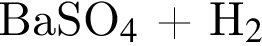 BaSO₄ + H₂